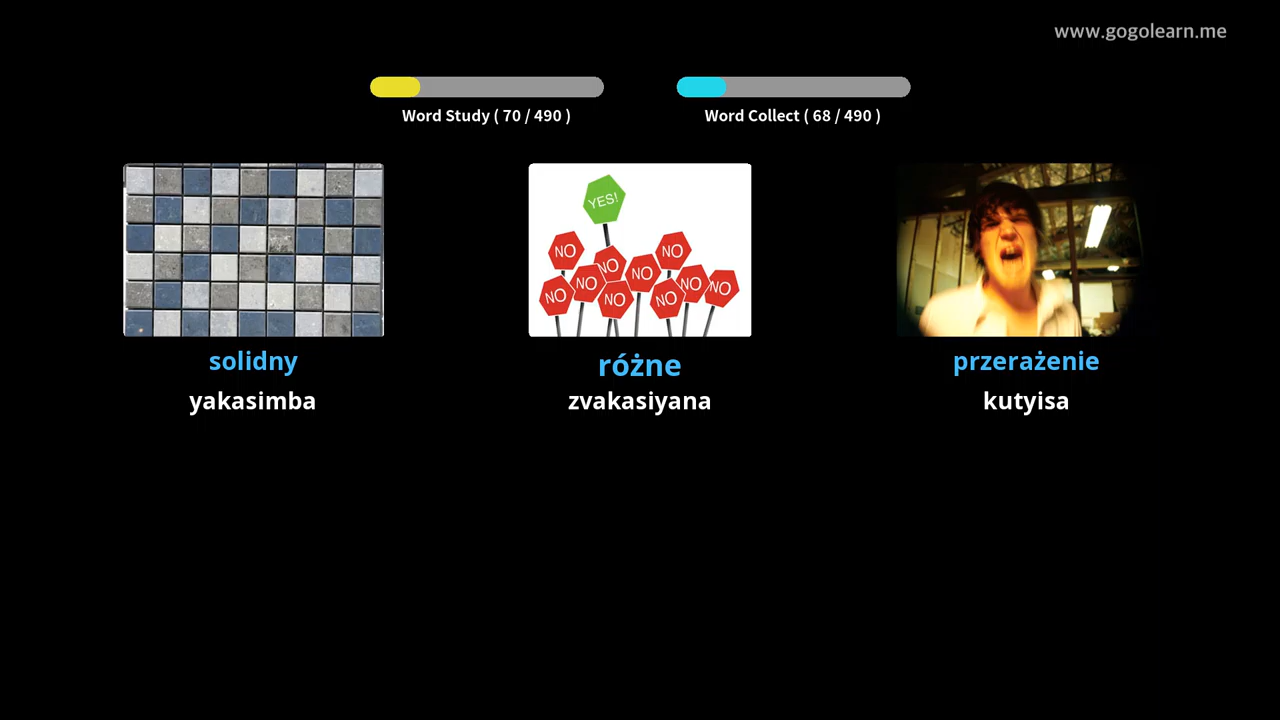 www.gogolearn.me
Word Study ( 70 / 490 )
Word Collect ( 68 / 490 )
YES!
NO
NO
NO
NO
NO
NO
NO
NO
NO
NO
solidny
różne
przerażenie
yakasimba
zvakasiyana
kutyisa